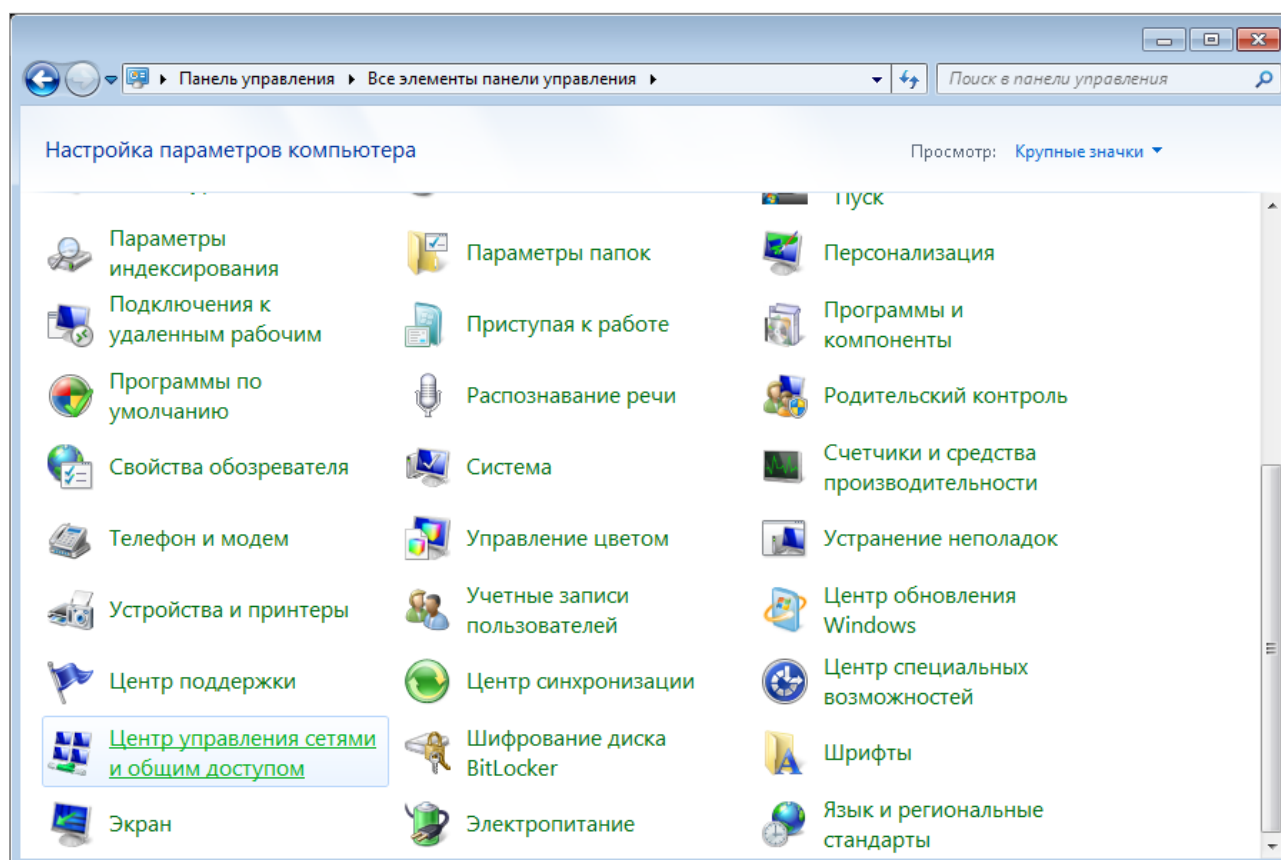 Панель управления ▸ Все элементы панели управления ▸
Поиск в панели управления
Настройка параметров компьютера
Просмотр: Крупные значки
Пуск
Параметры
индексирования
Параметры папок
Персонализация
Подключения к
удаленным рабочим
Приступая к работе
Программы и
компоненты
Программы по
умолчанию
Распознавание речи
Родительский контроль
Свойства обозревателя
Система
Счетчики и средства
производительности
Телефон и модем
Управление цветом
Устранение неполадок
Устройства и принтеры
Учетные записи
пользователей
Центр обновления
Windows
Центр поддержки
Центр синхронизации
Центр специальных
возможностей
Центр управления сетями
и общим доступом
Шифрование диска
BitLocker
Шрифты
Экран
Электропитание
Язык и региональные
стандарты